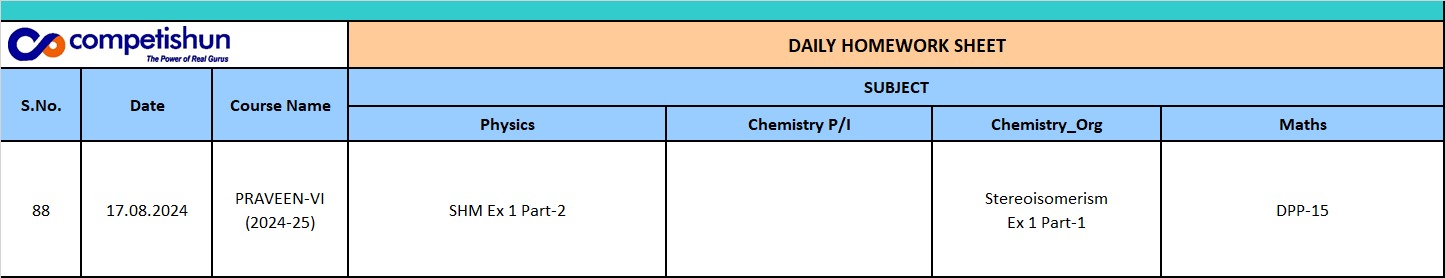 competishun
The Power of Real Gurus
DAILY HOMEWORK SHEET
S.No.
Date
Course Name
SUBJECT
Physics
Chemistry P/I
Chemistry_Org
Maths
88
17.08.2024
PRAVEEN-VI
(2024-25)
SHM Ex 1 Part-2
Stereoisomerism
Ex 1 Part-1
DPP-15